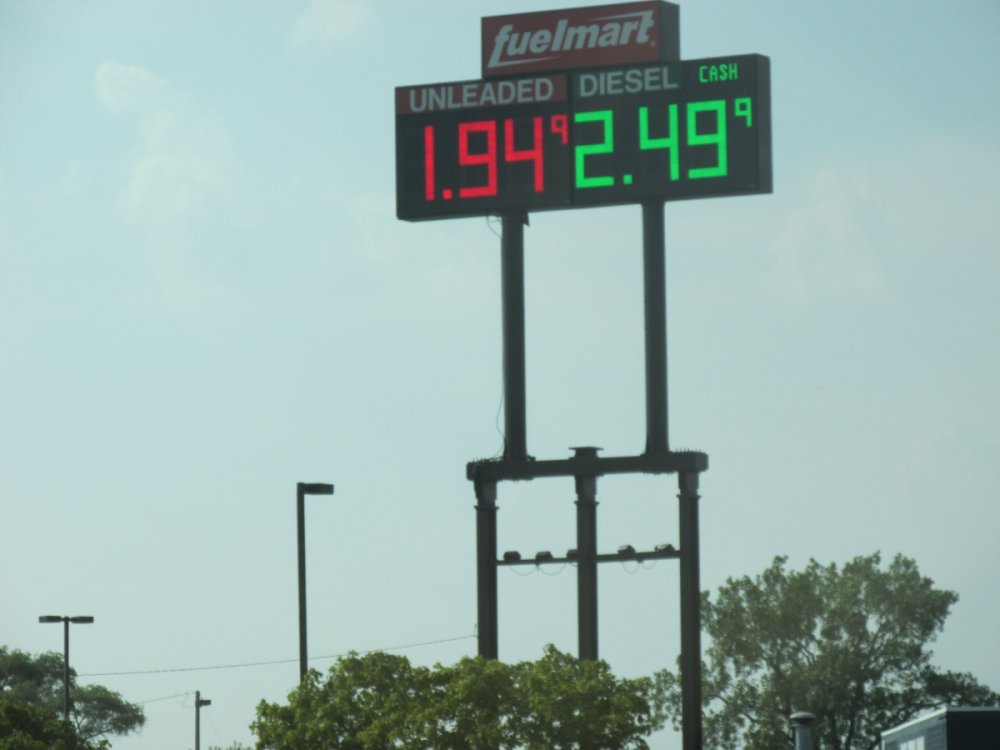 fuelmart
UNLEADED DIESEL CASH
1.94⁹ 2.49⁹